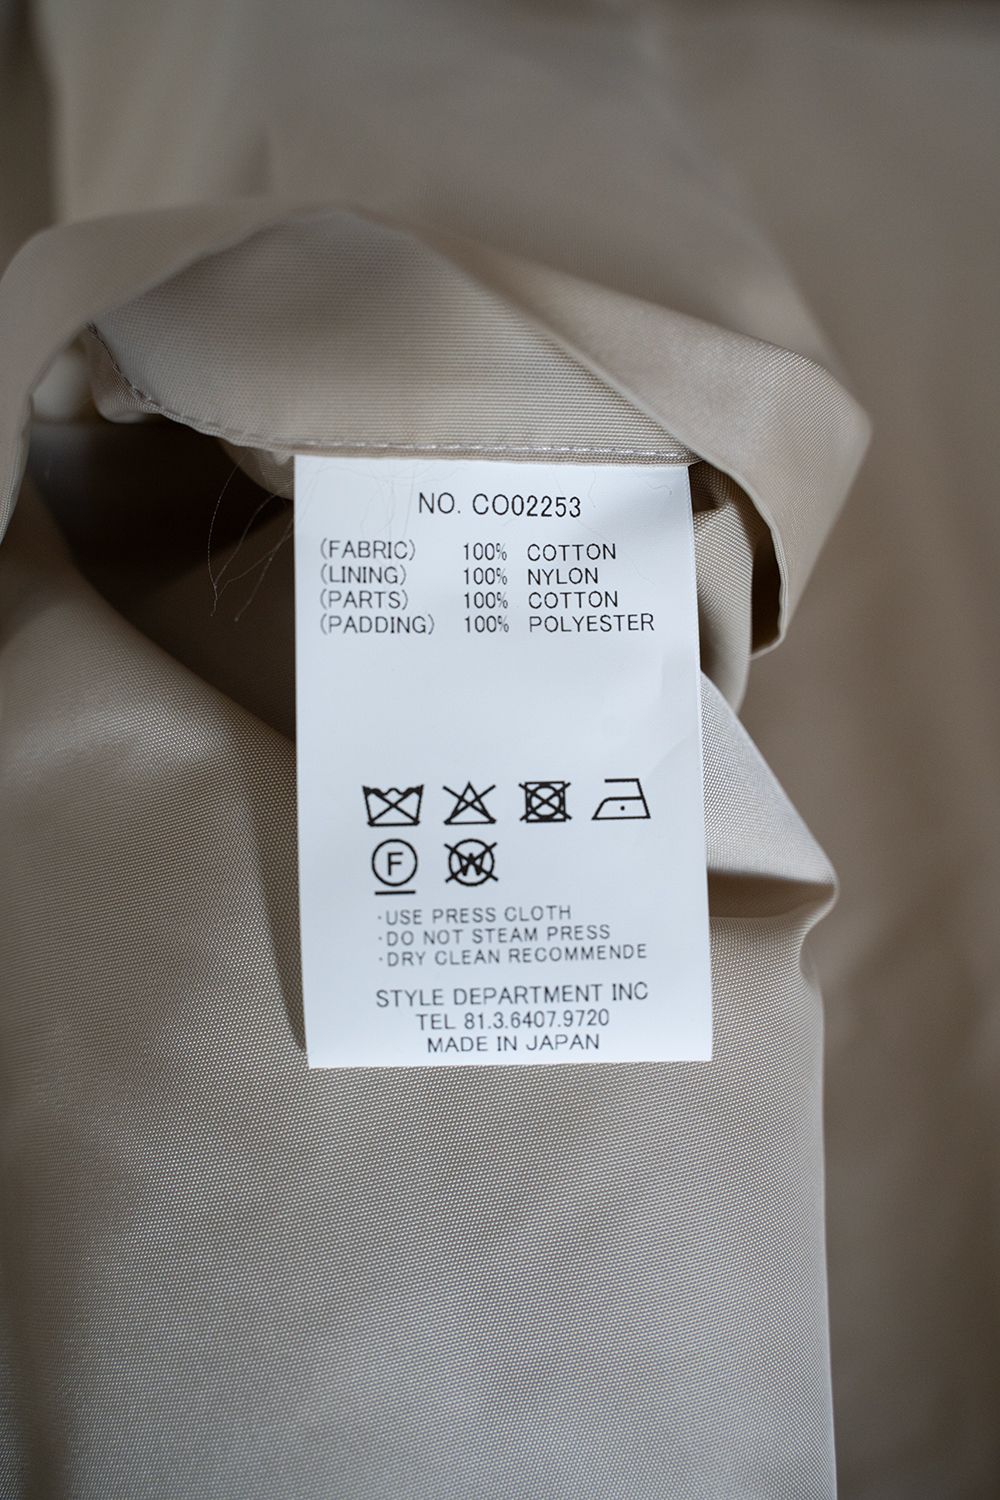 NO. CO02253
(FABRIC) 100% COTTON
(LINING) 100% NYLON
(PARTS) 100% COTTON
(PADDING) 100% POLYESTER
F W
·USE PRESS CLOTH
·DO NOT STEAM PRESS
·DRY CLEAN RECOMMENDE
STYLE DEPARTMENT INC
TEL 81.3.6407.9720
MADE IN JAPAN